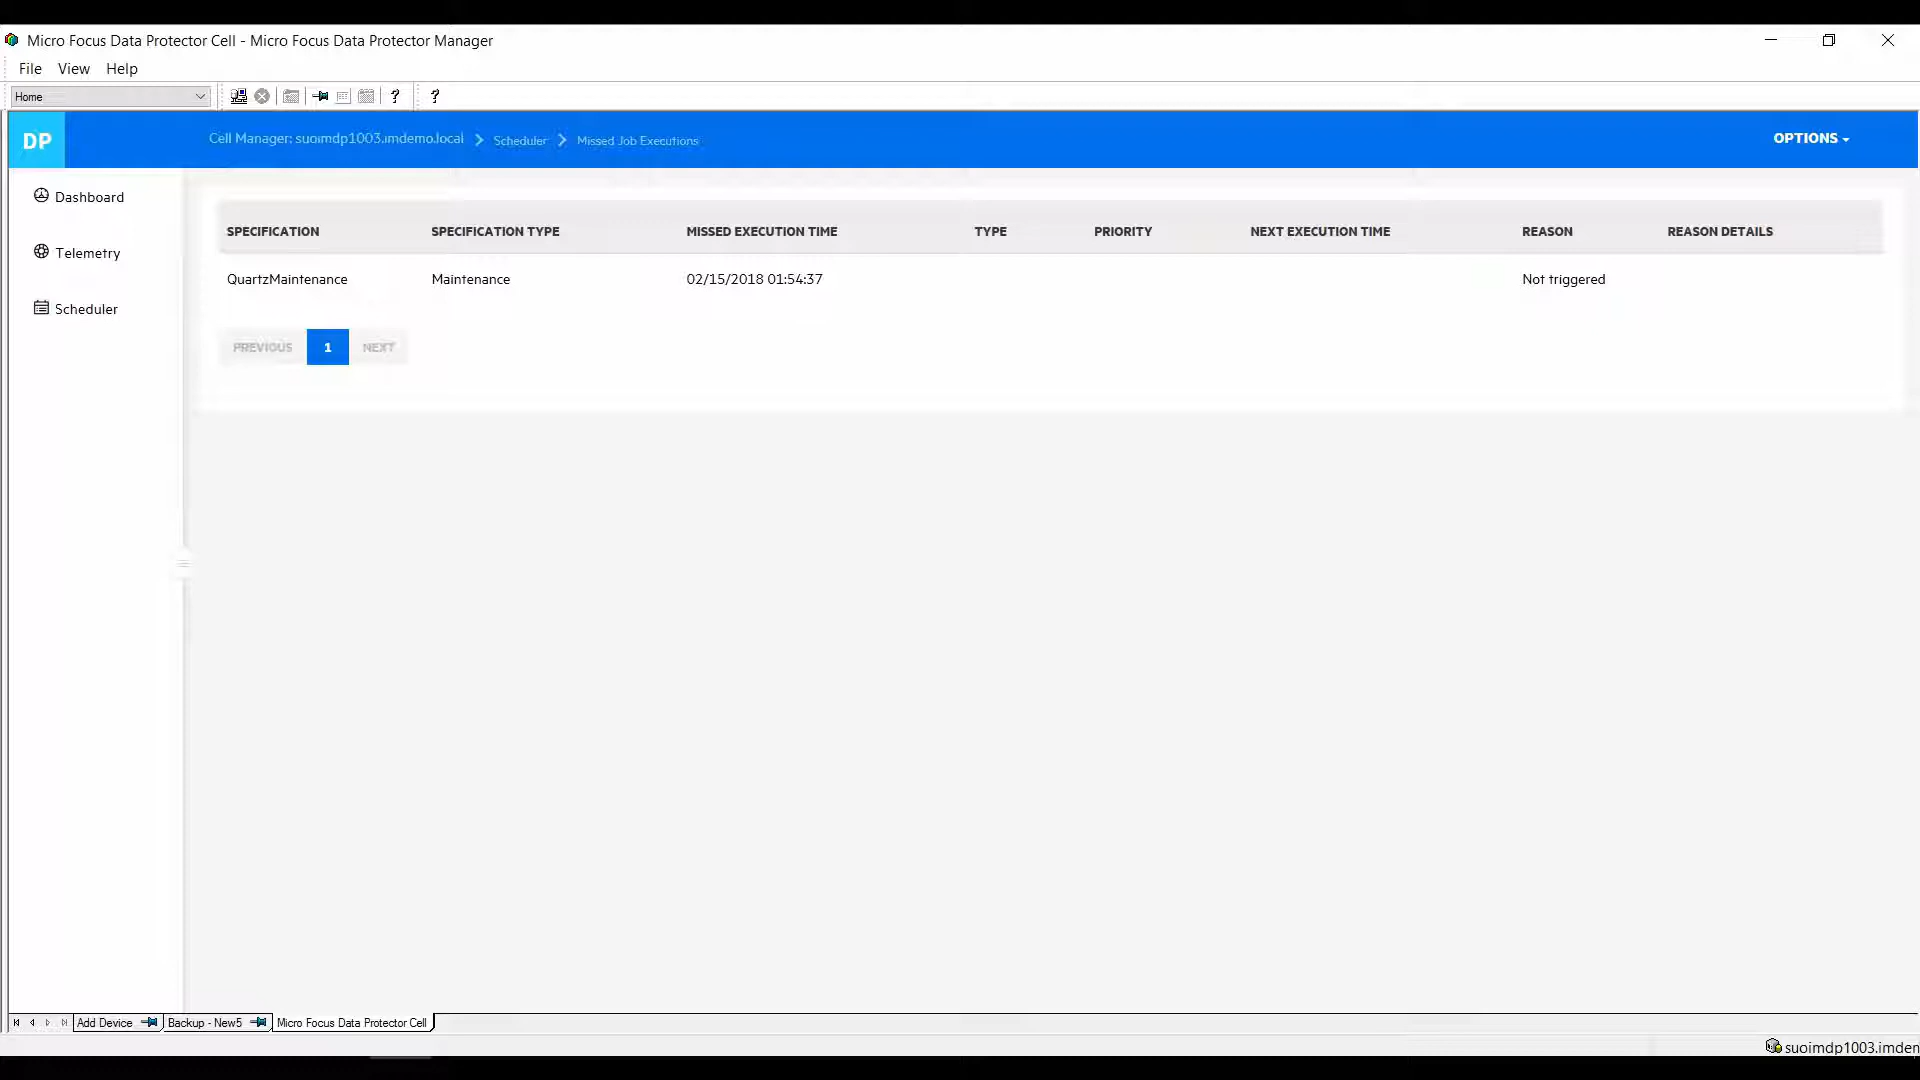 Micro Focus Data Protector Cell - Micro Focus Data Protector Manager
File View Help
Home ? ?
DP Cell Manager: suoimdp1003.imdemo.local Scheduler Missed Job Executions OPTIONS
Dashboard
Telemetry
Scheduler
SPECIFICATION SPECIFICATION TYPE MISSED EXECUTION TIME TYPE PRIORITY NEXT EXECUTION TIME REASON REASON DETAILS
QuartzMaintenance Maintenance 02/15/2018 01:54:37 Not triggered
PREVIOUS 1 NEXT
Add Device Backup - New5 Micro Focus Data Protector Cell
suoimdp1003.imden